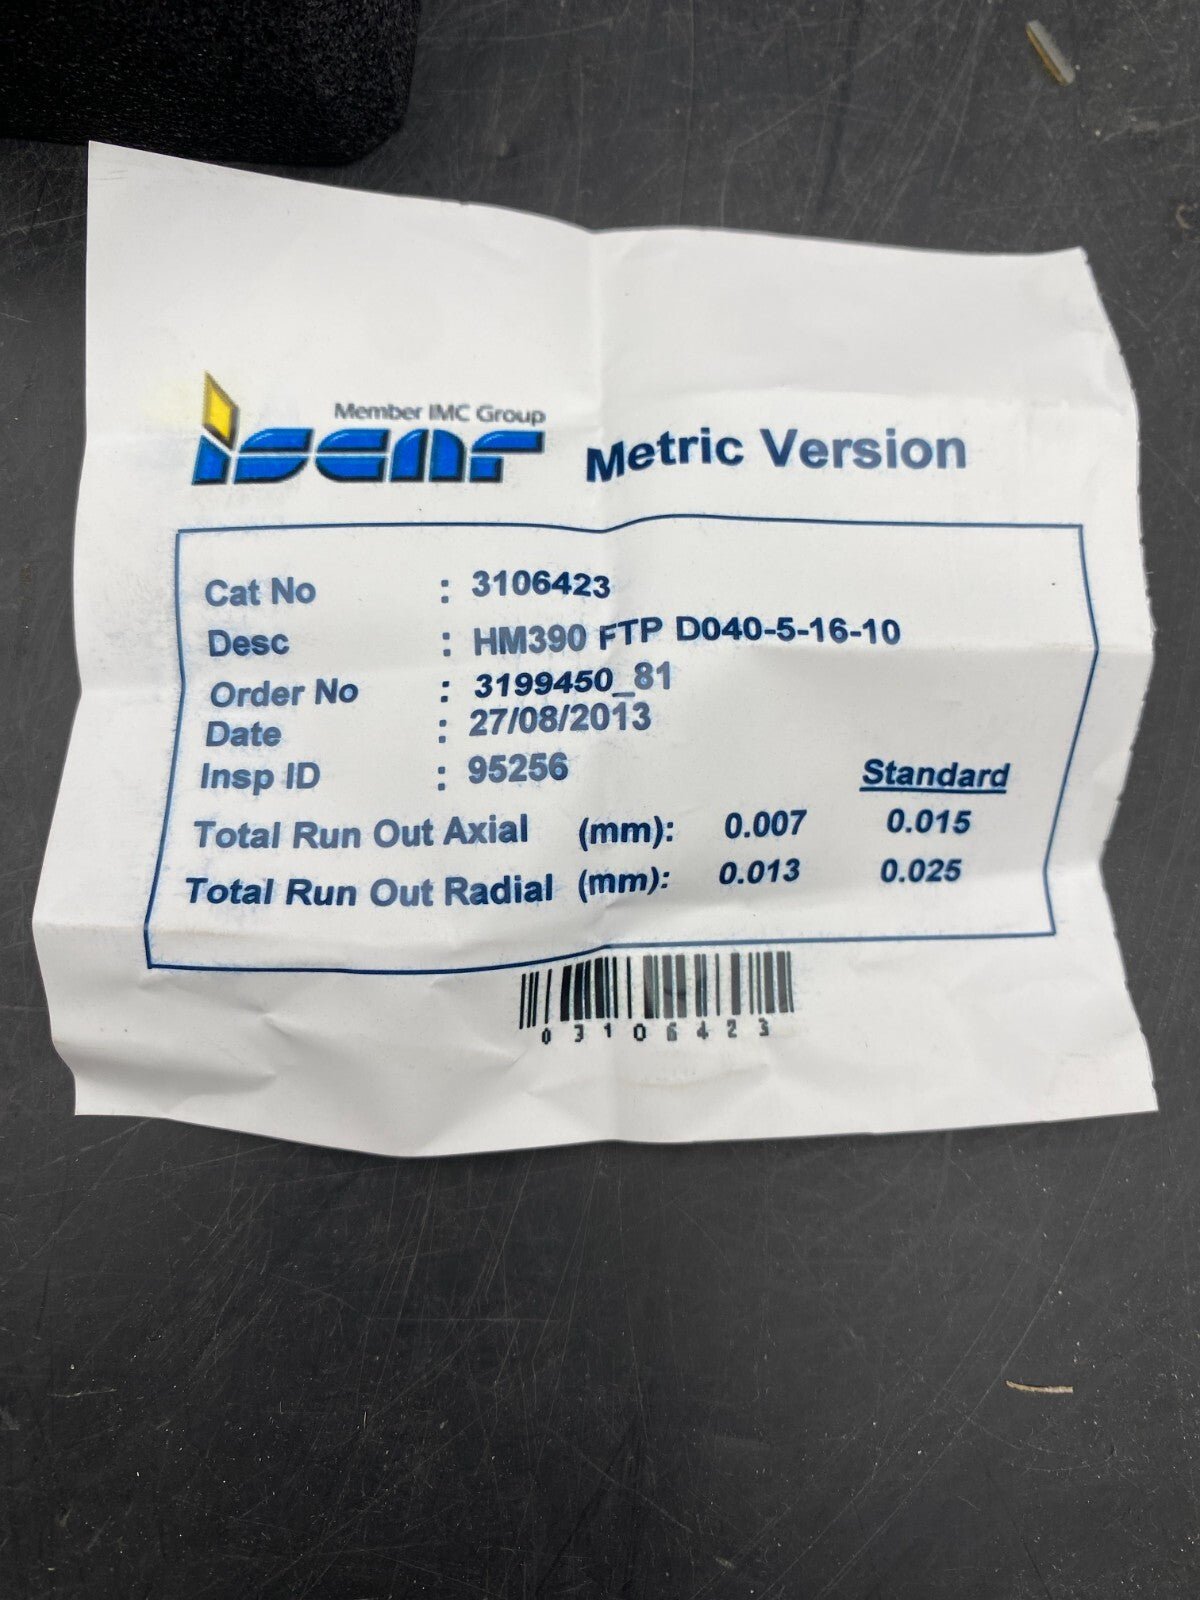 Member IMC Group
iscar Metric Version
Cat No : 3106423
Desc : HM390 FTP D040-5-16-10
Order No : 3199450_81
Date : 27/08/2013
Insp ID : 95256
Standard
Total Run Out Axial (mm): 0.007 0.015
Total Run Out Radial (mm): 0.013 0.025
03106423